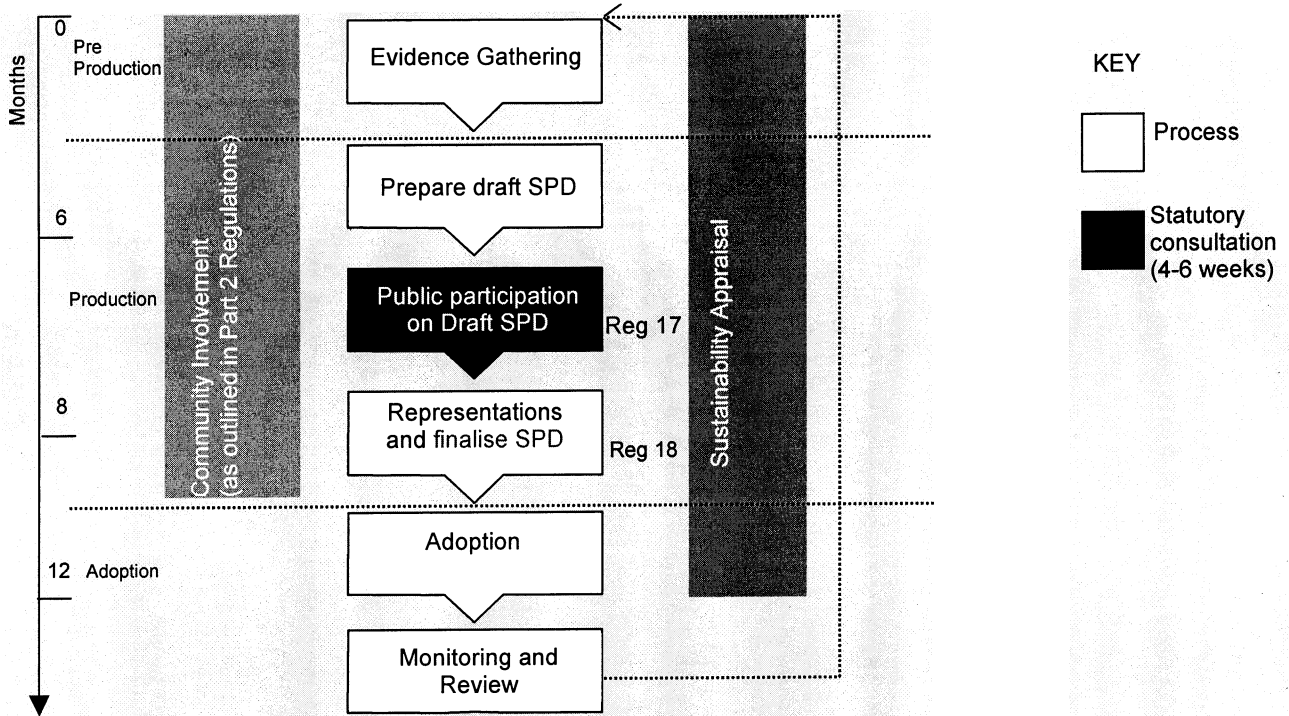 Months
0
Pre
Production
6
Production
8
12
Adoption
Community Involvement
(as outlined in Part 2 Regulations)
Evidence Gathering
Prepare draft SPD
Public participation
on Draft SPD
Reg 17
Representations
and finalise SPD
Reg 18
Adoption
Monitoring and
Review
Sustainability Appraisal
KEY
Process
Statutory
consultation
(4-6 weeks)